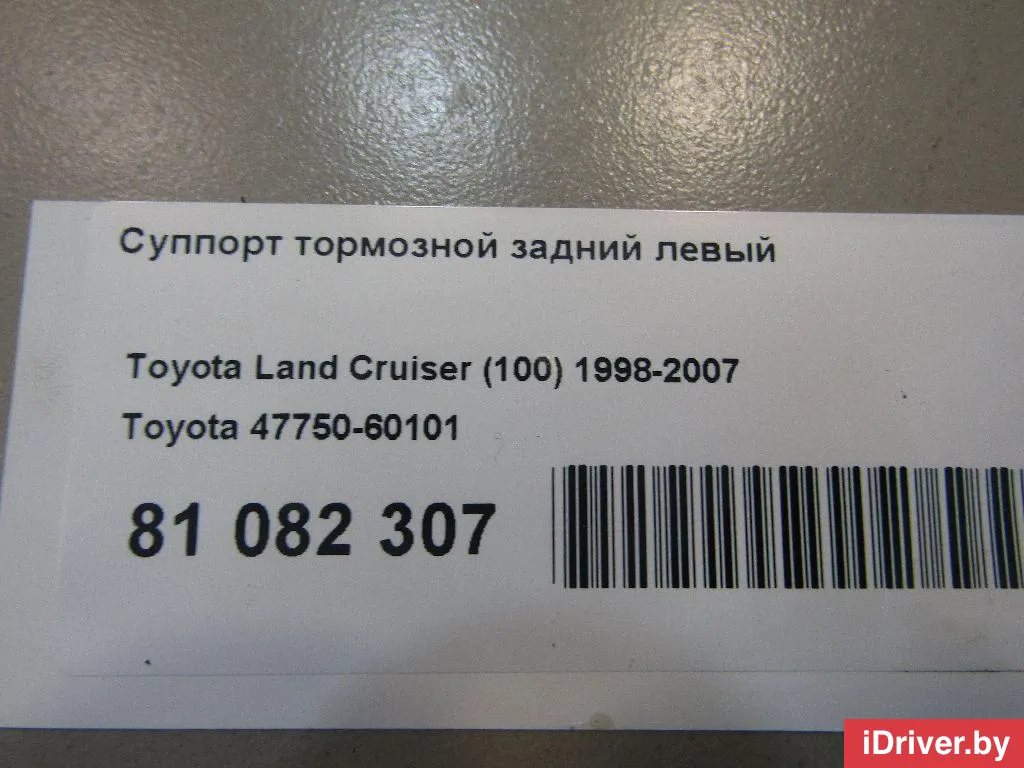 Суппорт тормозной задний левый
Toyota Land Cruiser (100) 1998-2007
Toyota 47750-60101
81 082 307
iDriver.by